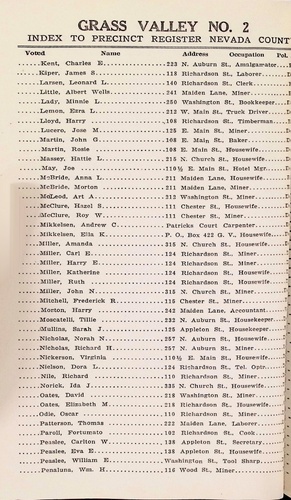 GRASS VALLEY NO. 2
INDEX TO PRECINCT REGISTER NEVADA COUNT
Voted Name Address Occupation Pol.
Kent, Charles E 223 N. Auburn St., Amalgamator
Kiper, James S 118 Richardson St., Laborer
Larsen, Leonard L 140 Richardson St., Clerk
Little, Albert Wells 241 Maiden Lane, Miner
Lady, Minnie L 250 Washington St., Bookkeeper
Lemon, Ezra L 212 W. Main St., Truck Driver
Lloyd, Harry 106 Richardson St., Timberman
Lucero, Jose M 125 E. Main St., Miner
Martin, John G 108 E. Main St., Baker
Martin, Rosie 108 E. Main St., Housewife
Massey, Hattie L 215 N. Church St., Housewife
May, Joe 110½ E. Main St., Hotel Mgr.
McBride, Anna L 211 Maiden Lane, Housewife
McBride, Morton 211 Maiden Lane, Miner
McLeod, Art A 212 Washington St., Miner
McClure, Hazel S 111 Chester St., Housewife
McClure, Roy W 111 Chester St., Miner
Mikkelsen, Andrew C Patricks Court Carpenter
Mikkelsen, Ella K P. O. Box 422 G. V., Housewife
Miller, Amanda 315 N. Church St., Housewife
Miller, Carl E 124 Richardson St., Miner
Miller, Harry E 124 Richardson St., Miner
Miller, Katherine 124 Richardson St., Housewife
Miller, Ruth 124 Richardson St., Housewife
Miller, John N 315 N. Church St., Miner
Mitchell, Frederick R 115 Chester St., Miner
Morton, Harry 242 Maiden Lane, Accountant
Moscatelli, Tillie 232 N. Auburn St., Housekeeper
Mullins, Sarah J 125 Appleton St., Housekeeper
Nicholas, Norah N 257 N. Auburn St., Housewife
Nicholas, Richard H 257 N. Auburn St., Miner
Nickerson, Virginia 110½ E. Main St., Housewife
Nielson, Dora L 124 Richardson St., Tel. Optr.
Nile, Richard 110 Richardson St., Miner
Norick, Ida J 335 N. Church St., Housewife
Oates, David 218 Washington St., Miner
Oates, Elizabeth M 218 Richardson St., Housewife
Odie, Oscar 110 Richardson St., Miner
Patterson, Thomas 222 Maiden Lane, Laborer
Paroli, Fortunato 102 Richardson St., Cook
Peaslee, Carlton W 128 Appleton St., Secretary
Peaslee, Eva E 128 Appleton St., Housewife
Peaslee, William E Washington St., Tool Sharp
Penaluna, Wm. H 116 Wood St., Miner